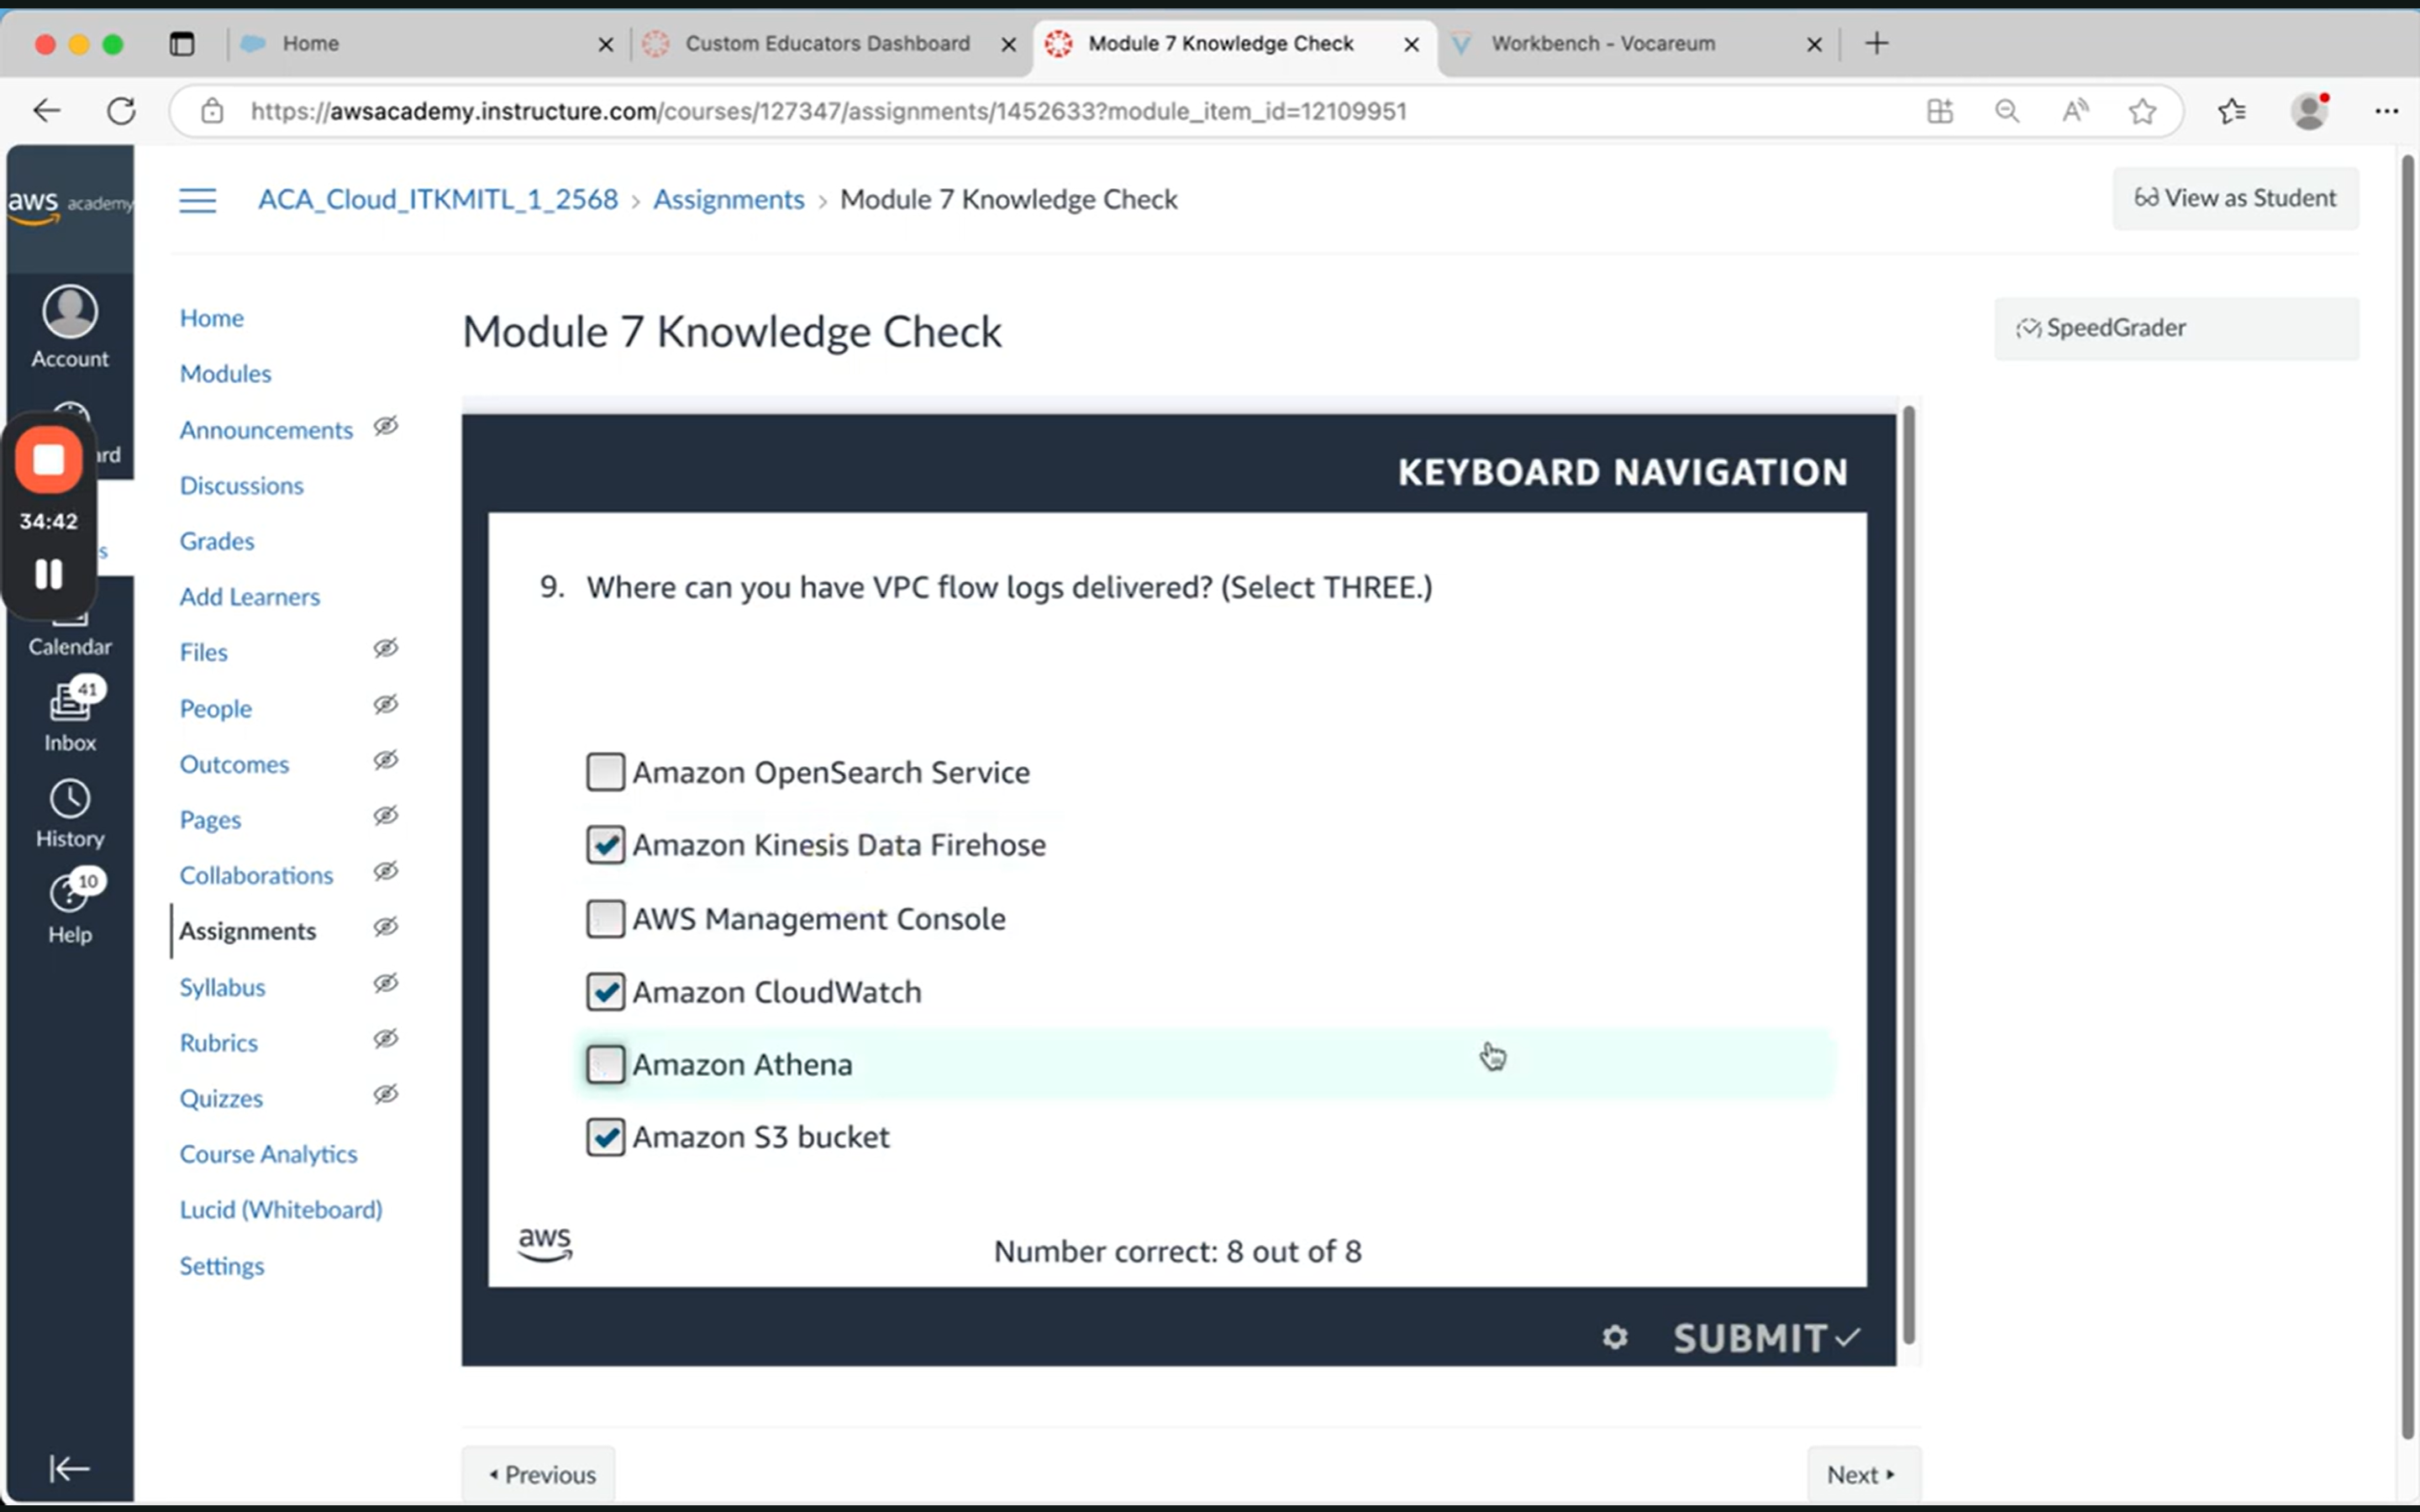 Home
Custom Educators Dashboard
Module 7 Knowledge Check
Workbench - Vocareum
https://awsacademy.instructure.com/courses/127347/assignments/1452633?module_item_id=12109951
aws academy
ACA_Cloud_ITKMITL_1_2568 › Assignments › Module 7 Knowledge Check
View as Student
Account
rd
34:42
s
Calendar
41
Inbox
History
10
Help
Home
Modules
Announcements
Discussions
Grades
Add Learners
Files
People
Outcomes
Pages
Collaborations
Assignments
Syllabus
Rubrics
Quizzes
Course Analytics
Lucid (Whiteboard)
Settings
Module 7 Knowledge Check
SpeedGrader
KEYBOARD NAVIGATION
9. Where can you have VPC flow logs delivered? (Select THREE.)
Amazon OpenSearch Service
Amazon Kinesis Data Firehose
AWS Management Console
Amazon CloudWatch
Amazon Athena
Amazon S3 bucket
aws
Number correct: 8 out of 8
SUBMIT
Previous
Next